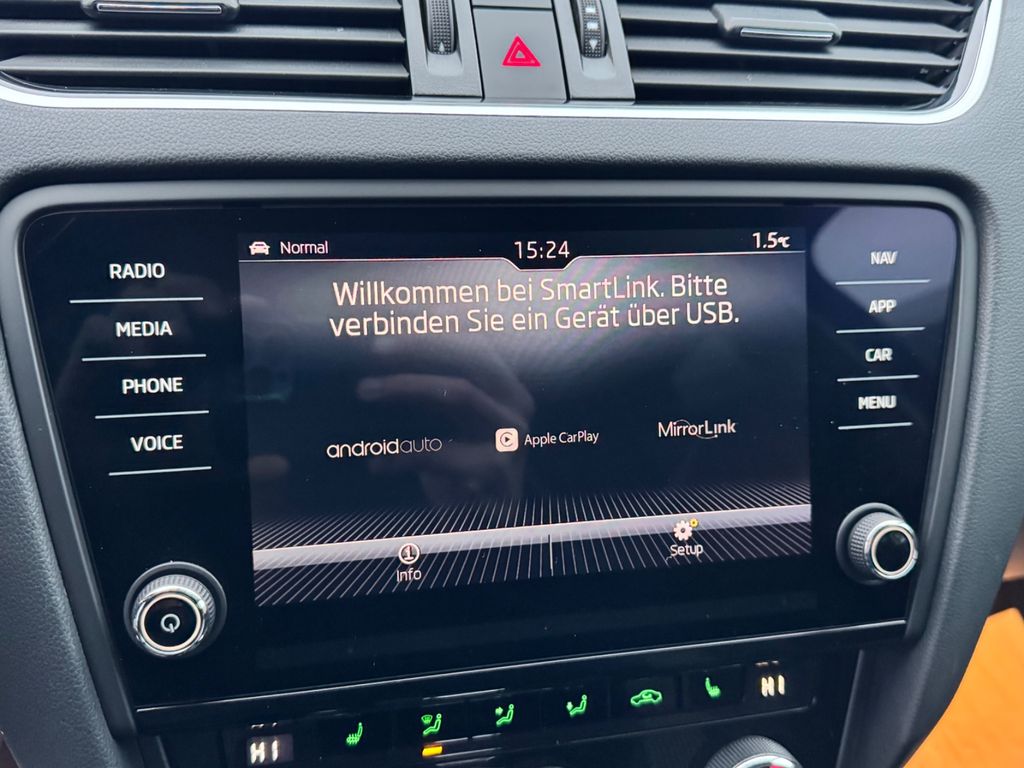 Normal
15:24
1.5℃
RADIO
MEDIA
PHONE
VOICE
NAV
APP
CAR
MENU
Willkommen bei SmartLink. Bitte
verbinden Sie ein Gerät über USB.
androidauto
Apple CarPlay
MirrorLink
Info
Setup
HI
HI